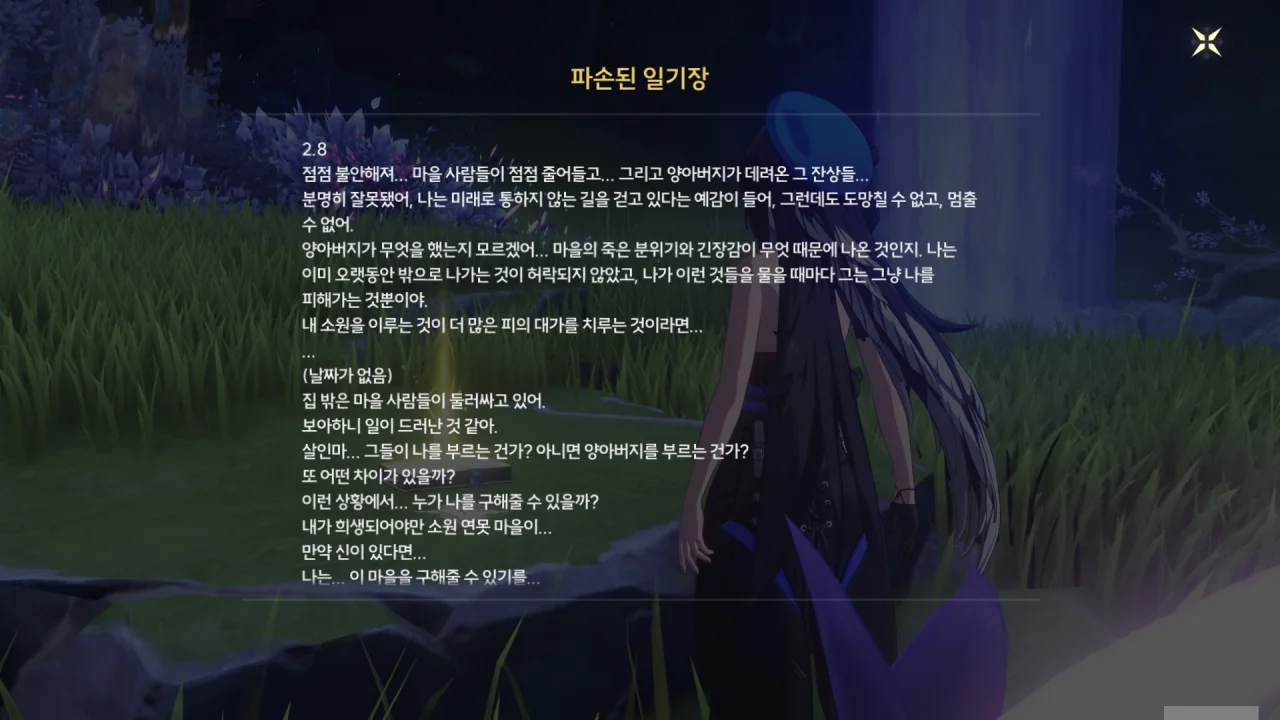 파손된 일기장
2.8
점점 불안해져... 마을 사람들이 점점 줄어들고... 그리고 양아버지가 데려온 그 잔상들...
분명히 잘못됐어, 나는 미래로 통하지 않는 길을 걷고 있다는 예감이 들어, 그런데도 도망칠 수 없고, 멈출
수 없어.
양아버지가 무엇을 했는지 모르겠어... 마을의 죽은 분위기와 긴장감이 무엇 때문에 나온 것인지. 나는
이미 오랫동안 밖으로 나가는 것이 허락되지 않았고, 내가 이런 것들을 물을 때마다 그는 그냥 나를
피해가는 것뿐이야.
내 소원을 이루는 것이 더 많은 피의 대가를 치루는 것이라면...
...
(날짜가 없음)
집 밖은 마을 사람들이 둘러싸고 있어.
보아하니 일이 드러난 것 같아.
살인마... 그들이 나를 부르는 건가? 아니면 양아버지를 부르는 건가?
또 어떤 차이가 있을까?
이런 상황에서... 누가 나를 구해줄 수 있을까?
내가 희생되어야만 소원 연못 마을이...
만약 신이 있다면...
나는... 이 마을을 구해줄 수 있기를...